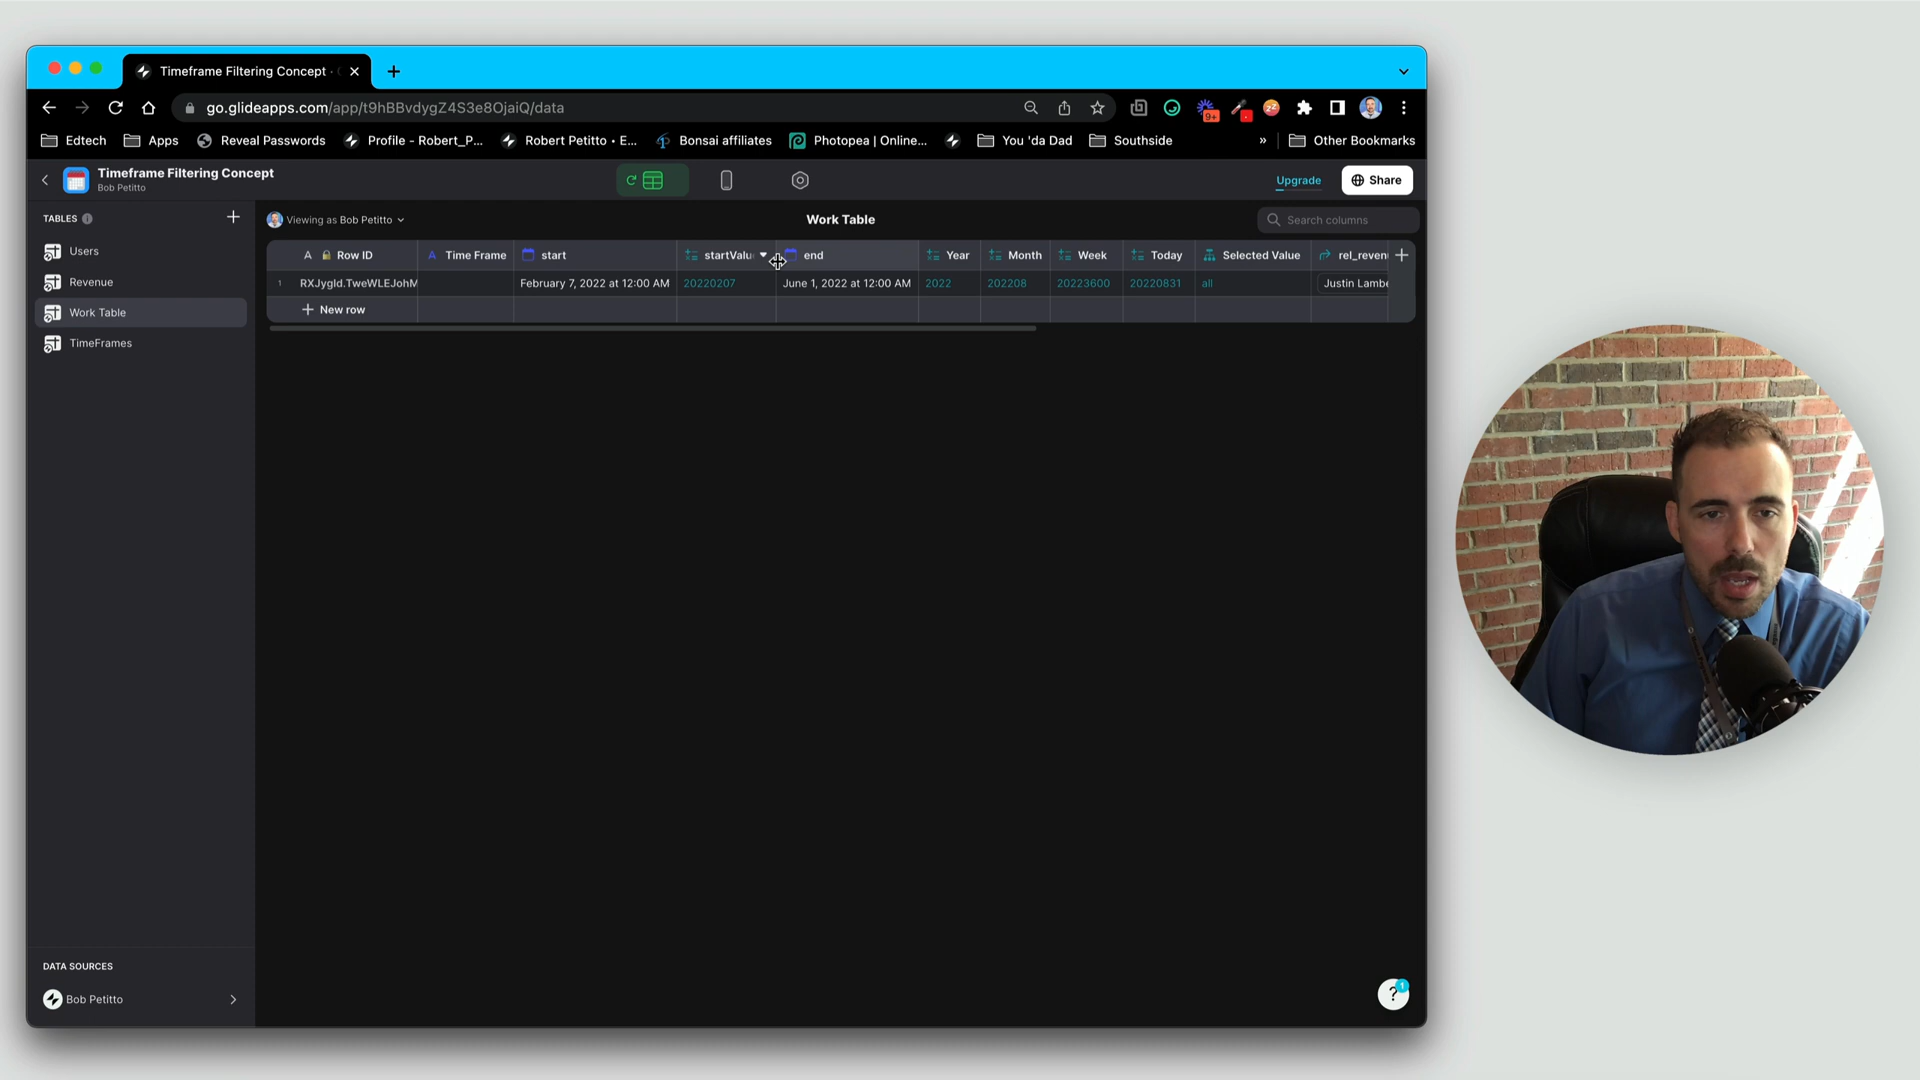 Timeframe Filtering Concept ·
go.glideapps.com/app/t9hBBvdygZ4S3e8OjaiQ/data
9+
Edtech
Apps
Reveal Passwords
Profile - Robert_P...
Robert Petitto • E...
Bonsai affiliates
Photopea | Online...
You 'da Dad
Southside
»
Other Bookmarks
Timeframe Filtering Concept
Bob Petitto
Upgrade
Share
TABLES
Users
Revenue
Work Table
TimeFrames
Viewing as Bob Petitto
Work Table
Search columns
Row ID
Time Frame
start
startValu
end
Year
Month
Week
Today
Selected Value
rel_reven
1
RXJygId.TweWLEJohM
February 7, 2022 at 12:00 AM
20220207
June 1, 2022 at 12:00 AM
2022
202208
20223600
20220831
all
Justin Lambe
New row
DATA SOURCES
Bob Petitto
?
1